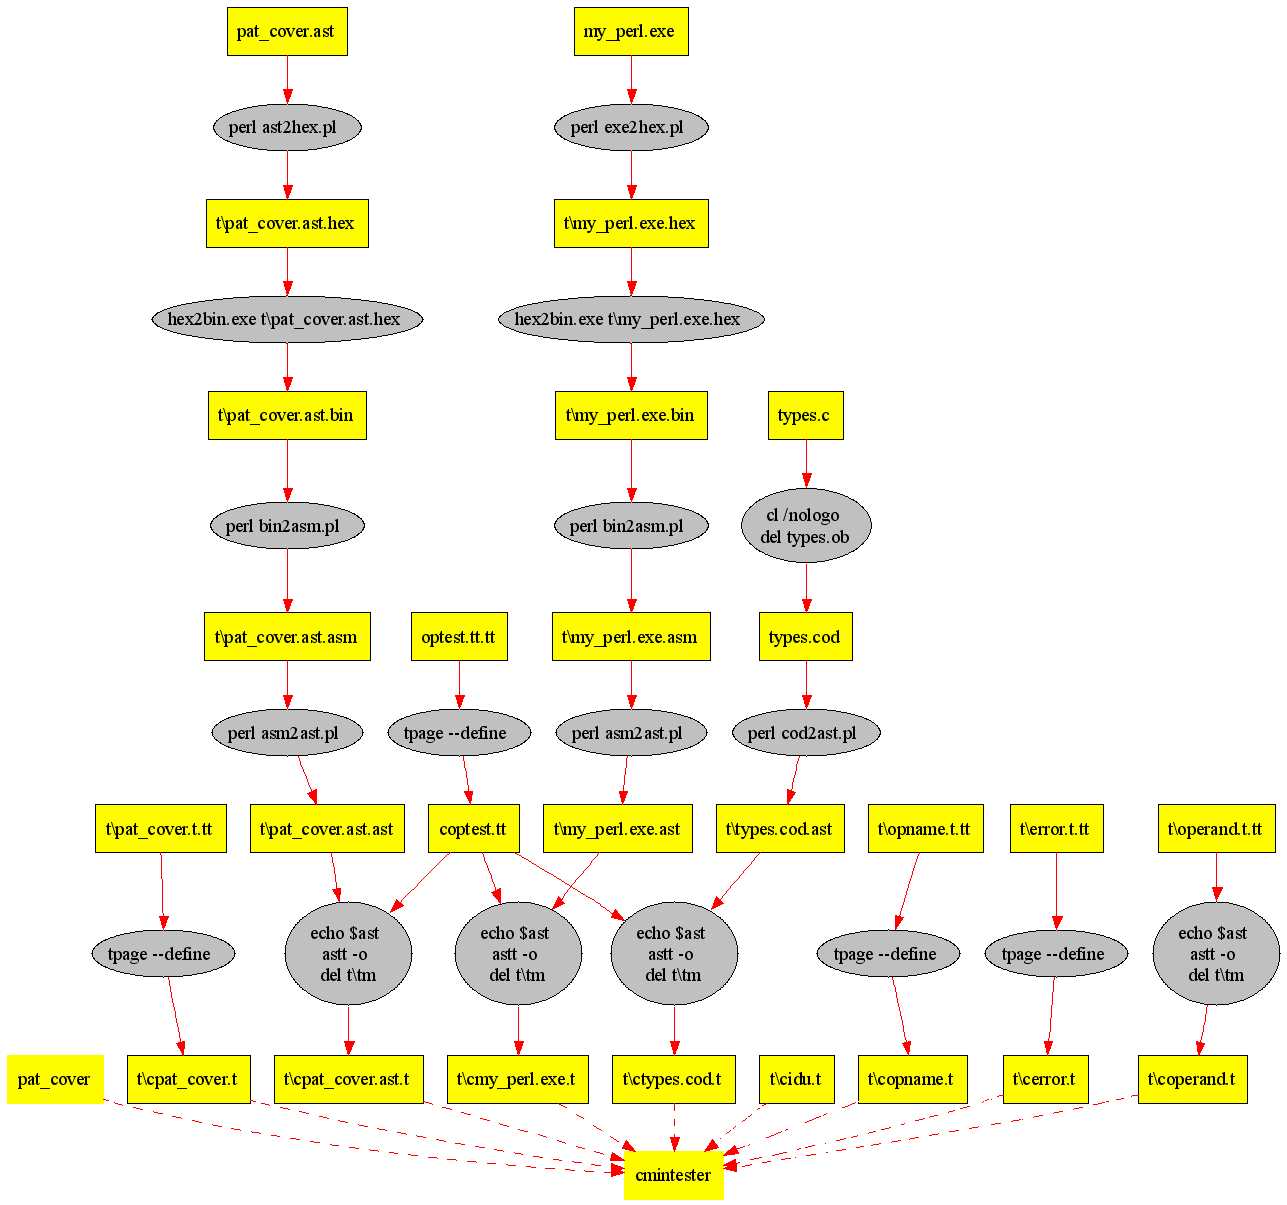 pat_cover.ast
my_perl.exe
perl ast2hex.pl
perl exe2hex.pl
t\pat_cover.ast.hex
t\my_perl.exe.hex
hex2bin.exe t\pat_cover.ast.hex
hex2bin.exe t\my_perl.exe.hex
t\pat_cover.ast.bin
t\my_perl.exe.bin
types.c
perl bin2asm.pl
perl bin2asm.pl
cl /nologo
del types.ob
t\pat_cover.ast.asm
optest.tt.tt
t\my_perl.exe.asm
types.cod
perl asm2ast.pl
tpage --define
perl asm2ast.pl
perl cod2ast.pl
t\pat_cover.t.tt
t\pat_cover.ast.ast
coptest.tt
t\my_perl.exe.ast
t\types.cod.ast
t\opname.t.tt
t\error.t.tt
t\operand.t.tt
tpage --define
echo $ast
astt -o
del t\tm
echo $ast
astt -o
del t\tm
echo $ast
astt -o
del t\tm
tpage --define
tpage --define
echo $ast
astt -o
del t\tm
pat_cover
t\cpat_cover.t
t\cpat_cover.ast.t
t\cmy_perl.exe.t
t\ctypes.cod.t
t\cidu.t
t\copname.t
t\cerror.t
t\coperand.t
cmintester